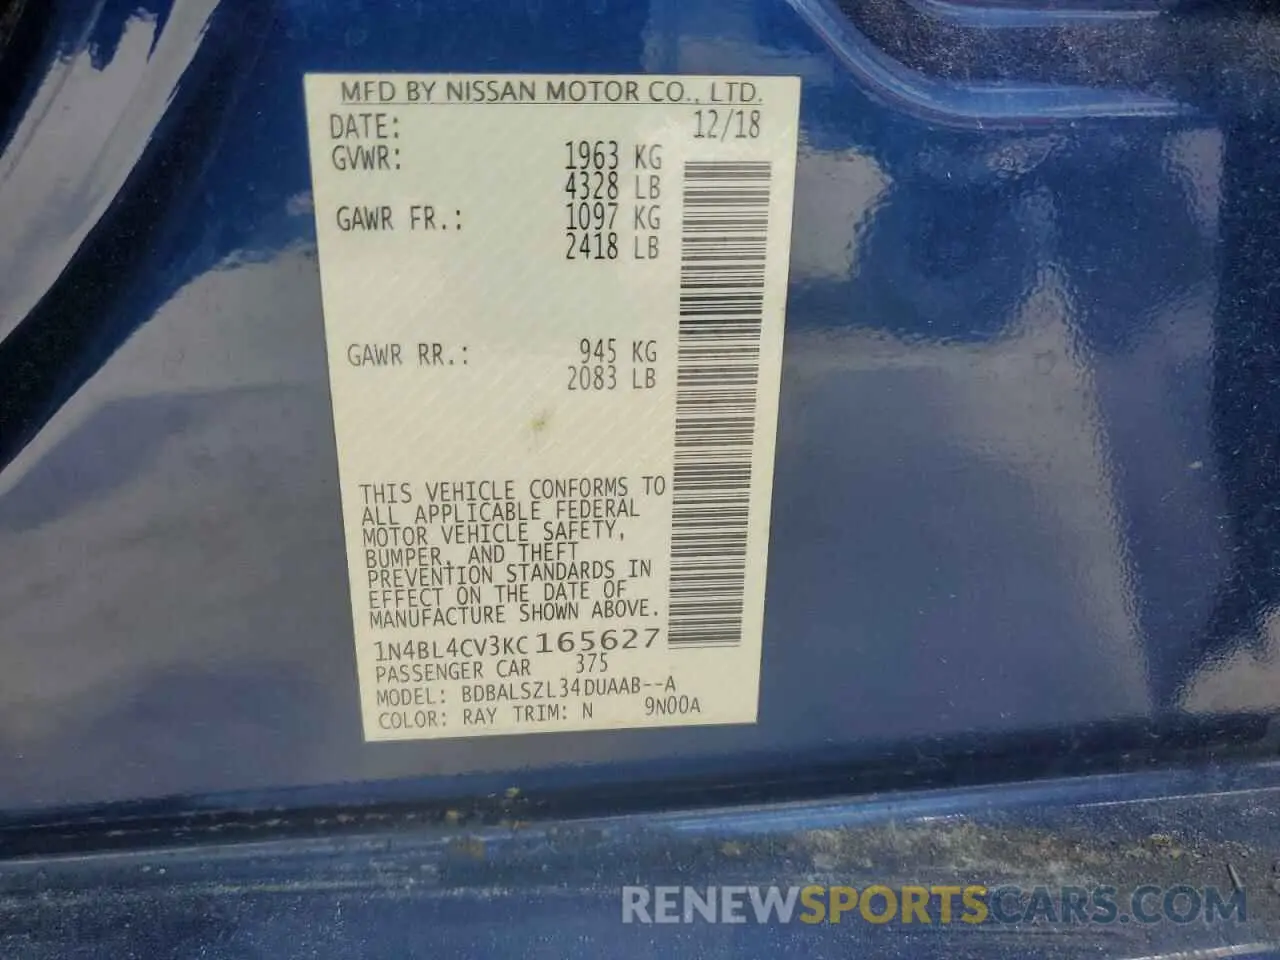 MFD BY NISSAN MOTOR CO., LTD.
DATE: 12/18
GVWR: 1963 KG
4328 LB
GAWR FR.: 1097 KG
2418 LB
GAWR RR.: 945 KG
2083 LB
THIS VEHICLE CONFORMS TO
ALL APPLICABLE FEDERAL
MOTOR VEHICLE SAFETY,
BUMPER, AND THEFT
PREVENTION STANDARDS IN
EFFECT ON THE DATE OF
MANUFACTURE SHOWN ABOVE.
1N4BL4CV3KC165627
PASSENGER CAR 375
MODEL: BDBALSZL34DUAAB--A
COLOR: RAY TRIM: N 9N00A
RENEWSPORTSCARS.COM